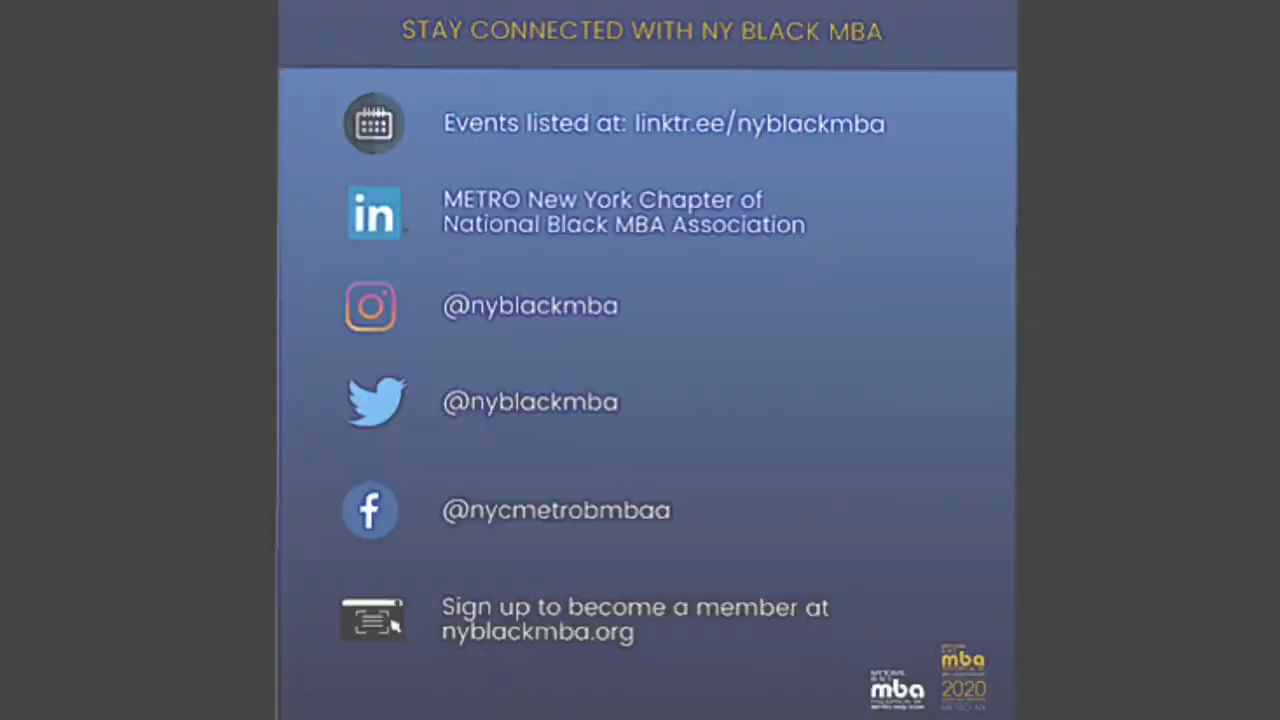 STAY CONNECTED WITH NY BLACK MBA
Events listed at: linktr.ee/nyblackmba
in
METRO New York Chapter of
National Black MBA Association
@nyblackmba
@nyblackmba
f
@nycmetrobmbaa
Sign up to become a member at
nyblackmba.org
mba
mba
2020